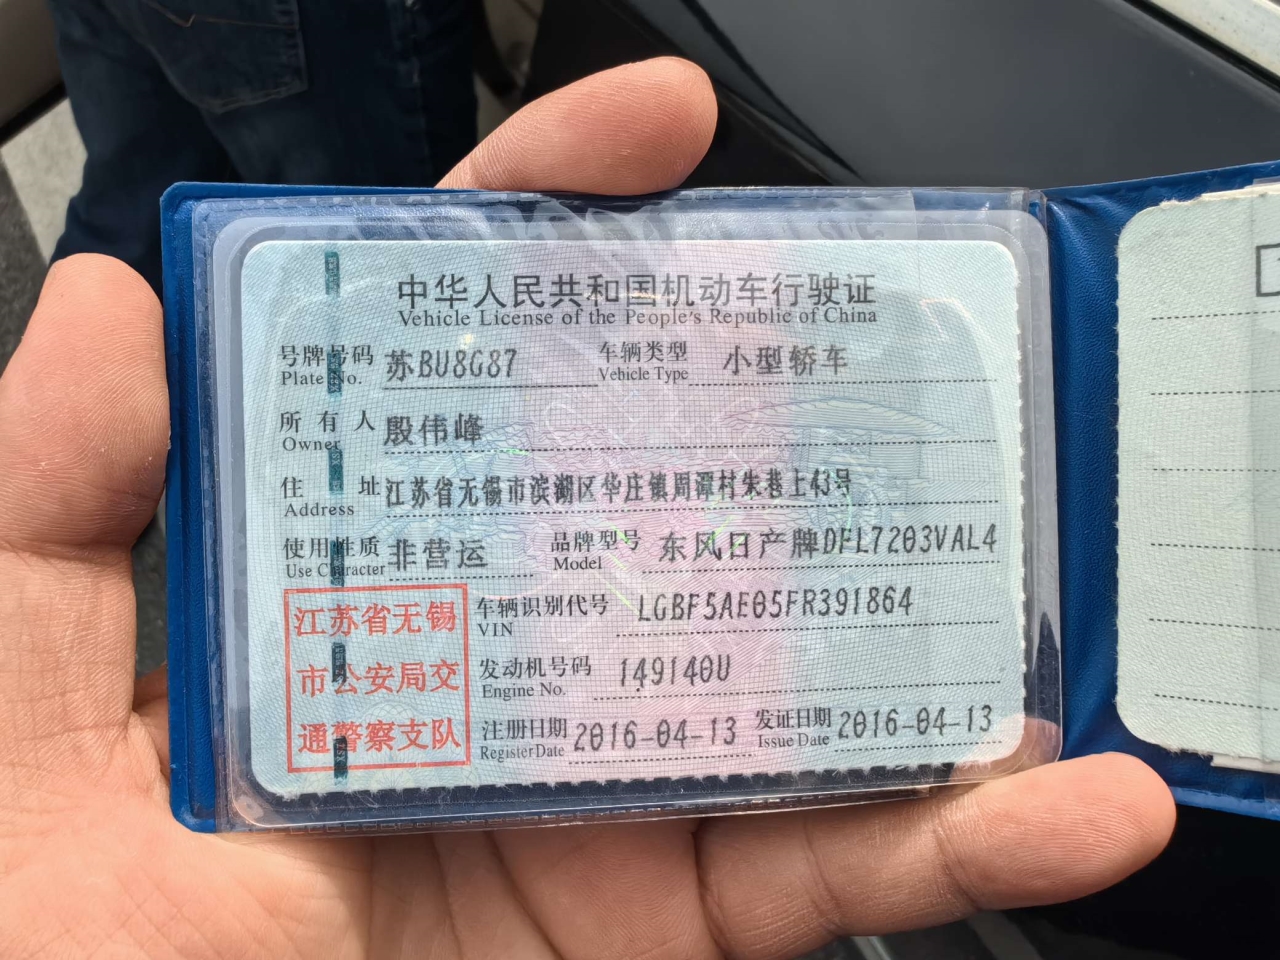 中华人民共和国机动车行驶证
Vehicle License of the People's Republic of China
号牌号码 苏BU8G87 车辆类型 小型轿车
Plate No. Vehicle Type
所有人 殷伟峰
Owner
住址 江苏省无锡市滨湖区华庄镇周潭村朱巷上43号
Address
使用性质 非营运 品牌型号 东风日产牌DFL7203VAL4
Use Character Model
江苏省无锡 车辆识别代号 LGBF5AE05FR391864
VIN
市公安局交 发动机号码 149140U
Engine No.
通警察支队 注册日期 2016-04-13 发证日期 2016-04-13
Register Date Issue Date